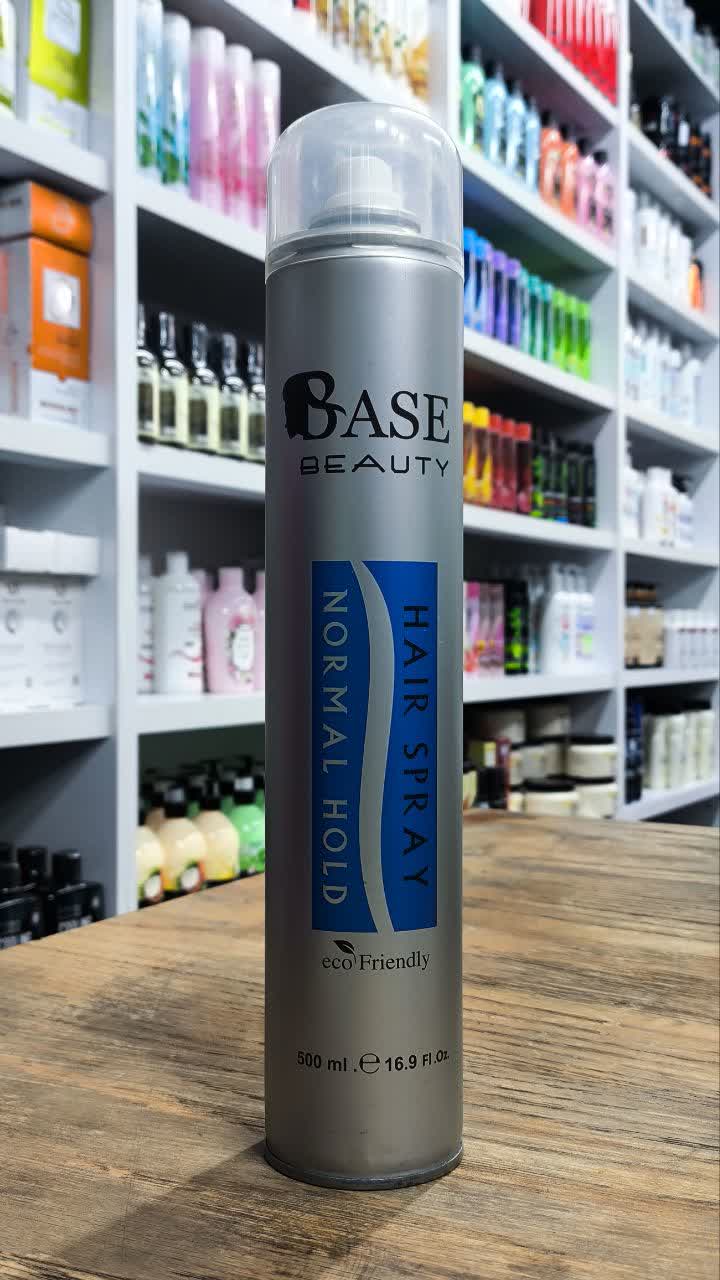 BASE
BEAUTY
HAIR SPRAY
NORMAL HOLD
eco Friendly
500 ml .℮ 16.9 Fl.Oz.